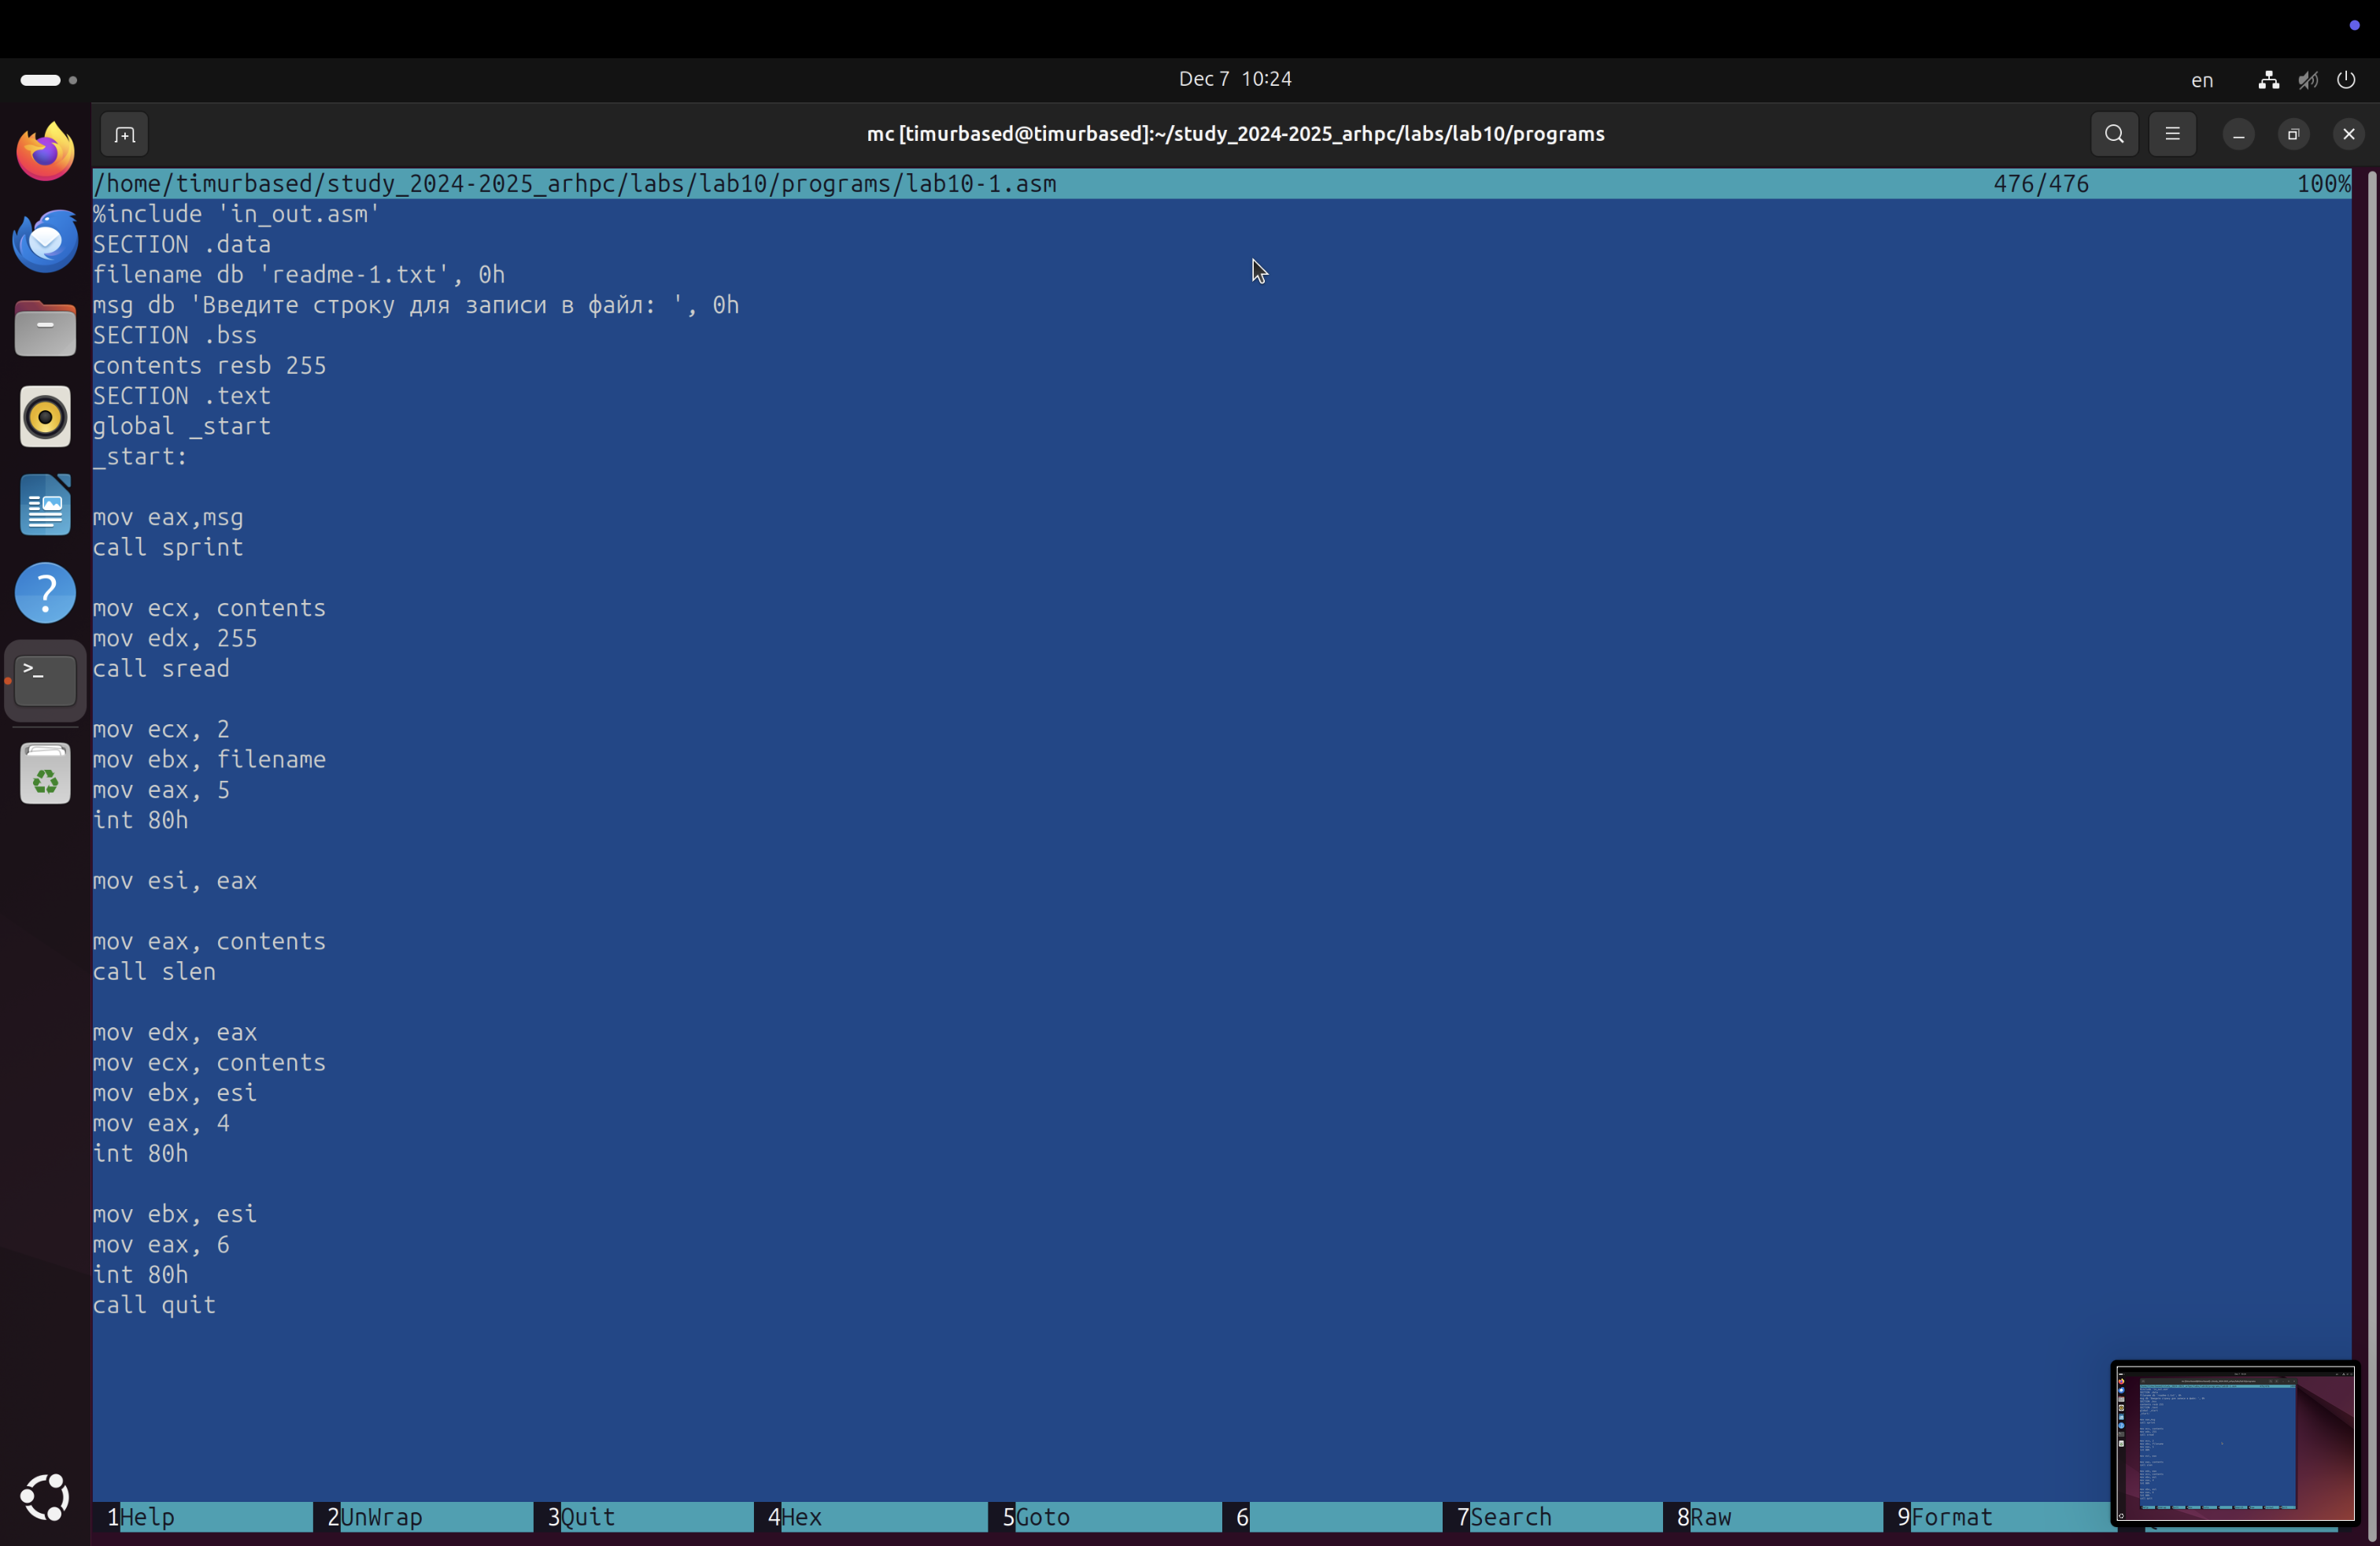 Dec 7 10:24
en
mc [timurbased@timurbased]:~/study_2024-2025_arhpc/labs/lab10/programs
/home/timurbased/study_2024-2025_arhpc/labs/lab10/programs/lab10-1.asm 476/476 100%
%include 'in_out.asm'
SECTION .data
filename db 'readme-1.txt', 0h
msg db 'Введите строку для записи в файл: ', 0h
SECTION .bss
contents resb 255
SECTION .text
global _start
_start:
mov eax,msg
call sprint
mov ecx, contents
mov edx, 255
call sread
mov ecx, 2
mov ebx, filename
mov eax, 5
int 80h
mov esi, eax
mov eax, contents
call slen
mov edx, eax
mov ecx, contents
mov ebx, esi
mov eax, 4
int 80h
mov ebx, esi
mov eax, 6
int 80h
call quit
1Help 2UnWrap 3Quit 4Hex 5Goto 6 7Search 8Raw 9Format